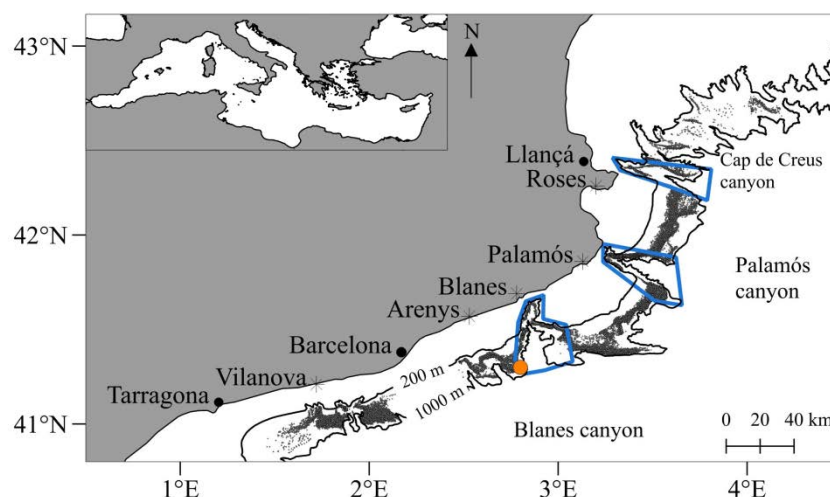 43°N
N
Llançá
Roses
Cap de Creus
canyon
42°N
Palamós
Palamós
canyon
Blanes
Arenys
Barcelona
200 m
Vilanova
Tarragona
1000 m
41°N
Blanes canyon
0 20 40 km
1°E 2°E 3°E 4°E